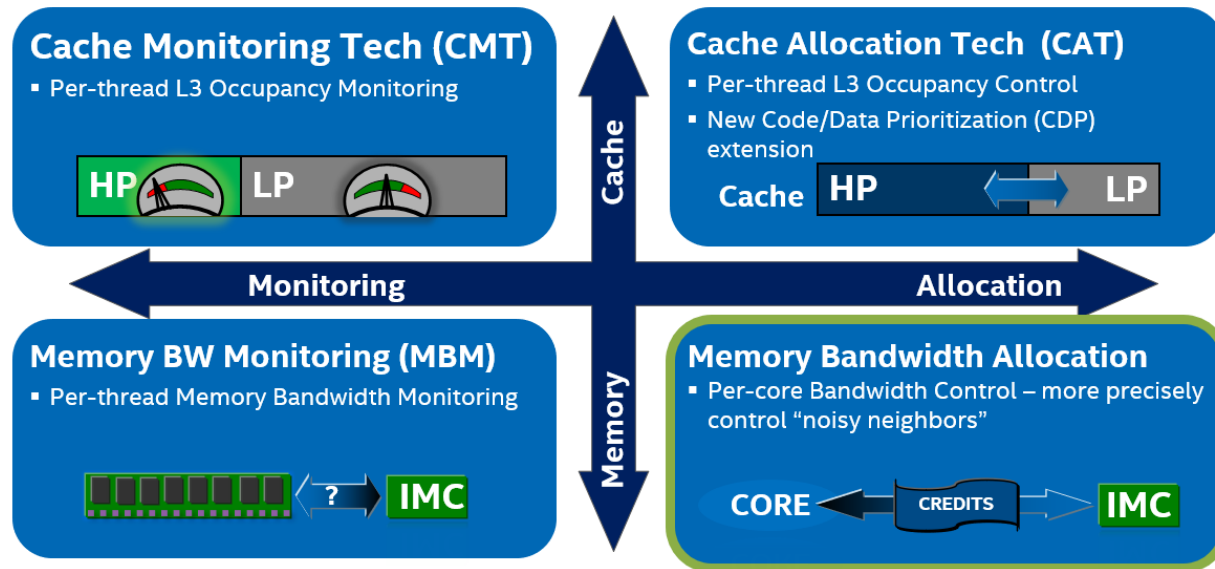 Cache Monitoring Tech (CMT)
▪ Per-thread L3 Occupancy Monitoring
HP
LP
Cache Allocation Tech (CAT)
▪ Per-thread L3 Occupancy Control
▪ New Code/Data Prioritization (CDP)
extension
Cache
HP
LP
Cache
Monitoring
Allocation
Memory
Memory BW Monitoring (MBM)
▪ Per-thread Memory Bandwidth Monitoring
?
IMC
Memory Bandwidth Allocation
▪ Per-core Bandwidth Control – more precisely
control “noisy neighbors”
CORE
CREDITS
IMC